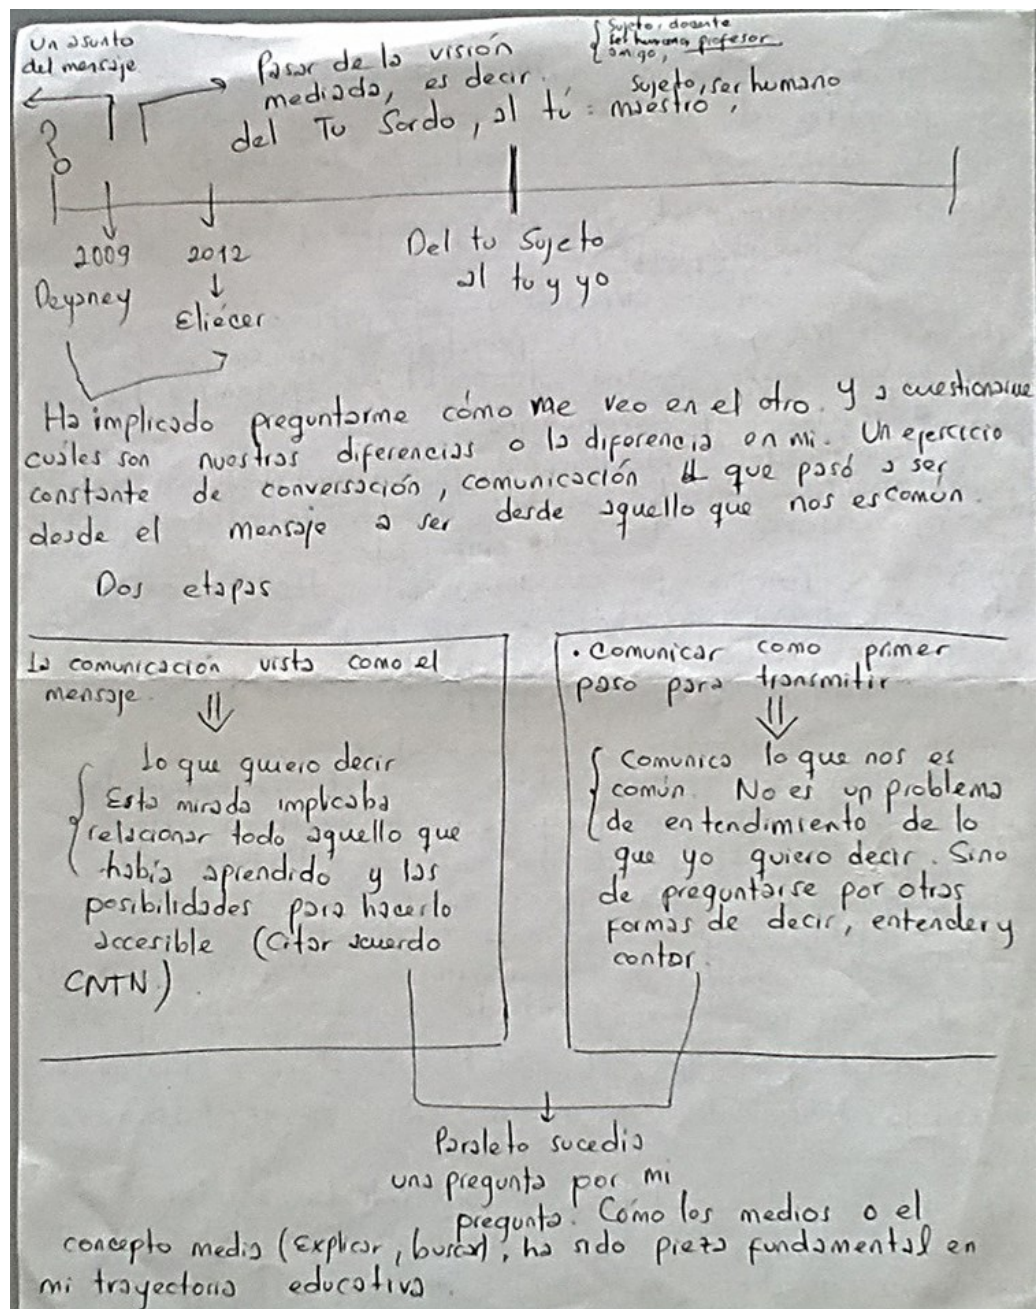 Un asunto
del mensaje
Sujeto, docente
ser humano, profesor
amigo,
Pasar de la visión
mediada, es decir.
sujeto, ser humano
del Tu Sordo, al tú: maestro,
2009
2012
Deyaney
Eliécer
Del tu Sujeto
al tu y yo
Ha implicado preguntarme cómo me veo en el otro. Y a cuestionarme
cuáles son nuestras diferencias o la diferencia en mi. Un ejercicio
constante de conversación, comunicación que pasó a ser
desde el mensaje a ser desde aquello que nos es común.
Dos etapas
La comunicación vista como el
mensaje.
Lo que quiero decir
Esta mirada implicaba
relacionar todo aquello que
había aprendido y las
posibilidades para hacerlo
accesible (Citar acuerdo
CNTN)
• Comunicar como primer
paso para transmitir
Comunico lo que nos es
común. No es un problema
de entendimiento de lo
que yo quiero decir. Sino
de preguntarse por otras
formas de decir, entender y
contar.
Paralelo sucedia
una pregunta por mi
pregunta. Cómo los medios o el
concepto medio (Explicar, buscar), ha sido pieza fundamental en
mi trayectoria educativa.